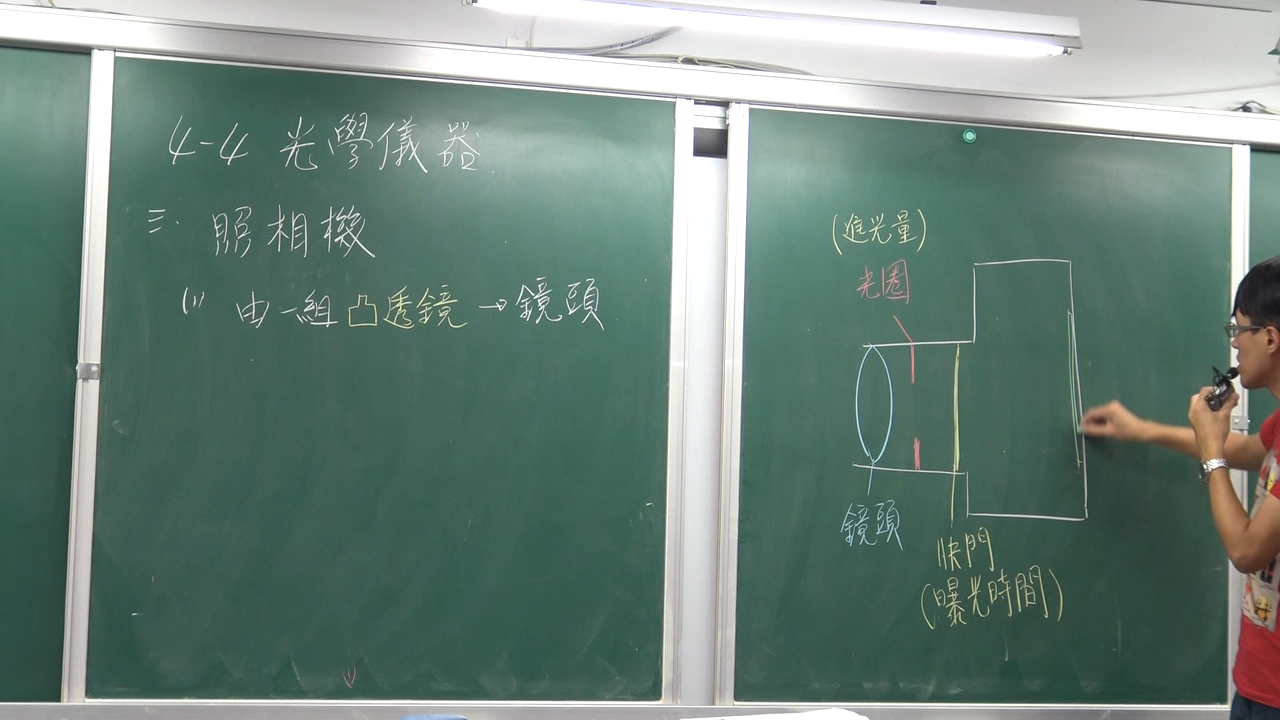 4-4 光學儀器
三. 照相機
(1) 由一組凸透鏡→鏡頭
(進光量)
光圈
鏡頭
快門
(曝光時間)